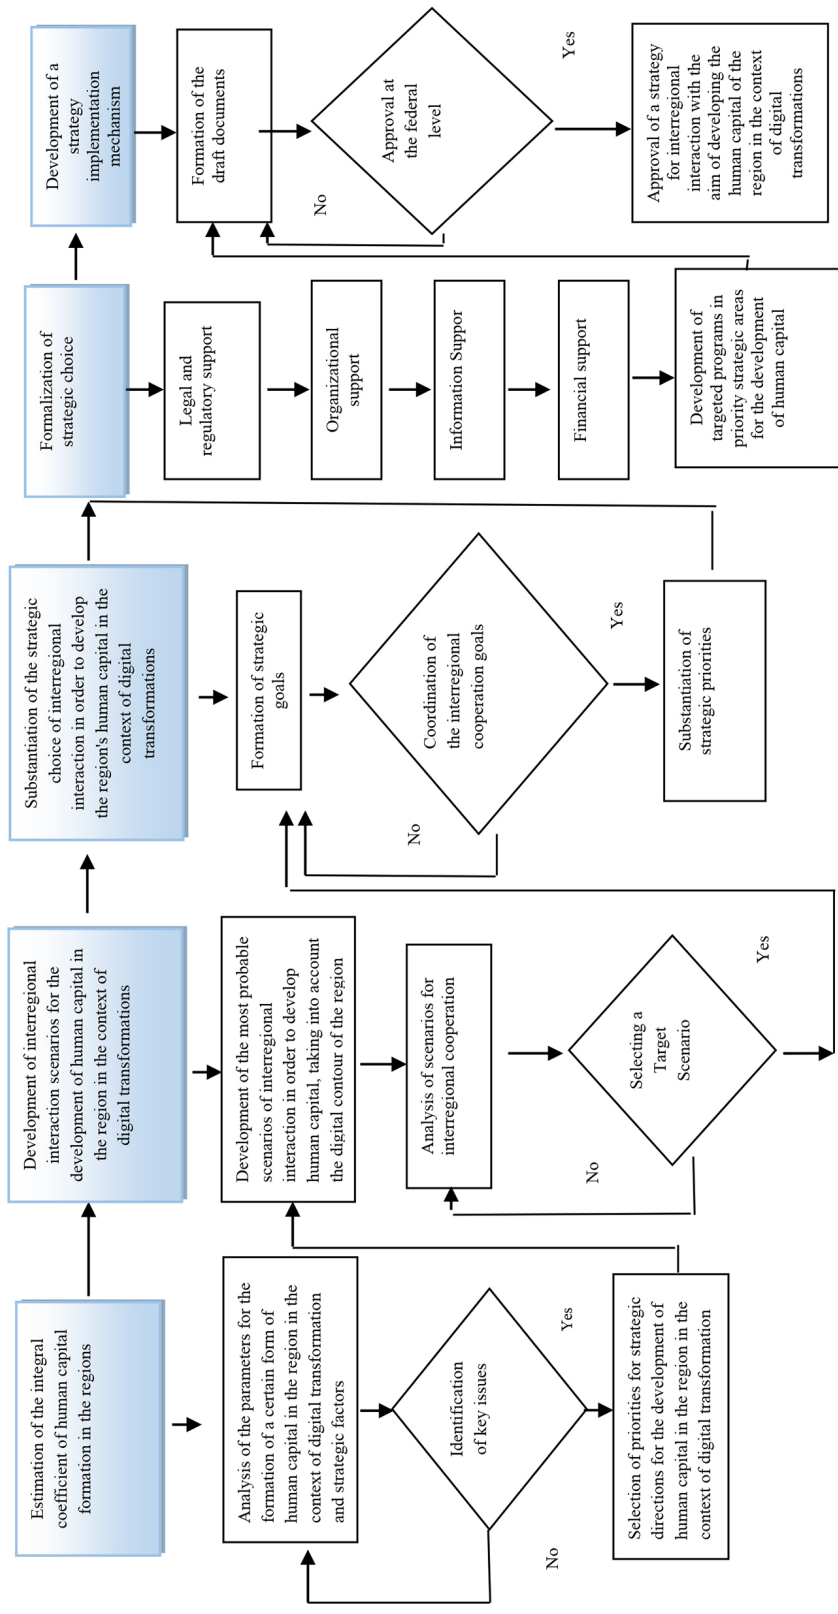 Estimation of the integral
coefficient of human capital
formation in the regions
Analysis of the parameters for the
formation of a certain form of
human capital in the region in the
context of digital transformation
and strategic factors
Identification
of key issues
No
Yes
Selection of priorities for strategic
directions for the development of
human capital in the region in the
context of digital transformation
Development of interregional
interaction scenarios for the
development of human capital in
the region in the context of
digital transformations
Development of the most probable
scenarios of interregional
interaction in order to develop
human capital, taking into account
the digital contour of the region
Analysis of scenarios for
interregional cooperation
No
Selecting a
Target
Scenario
Yes
Substantiation of the strategic
choice of interregional
interaction in order to develop
the region's human capital in the
context of digital
transformations
Formation of strategic
goals
No
Coordination of
the interregional
cooperation goals
Yes
Substantiation of
strategic priorities
Formalization of
strategic choice
Legal and
regulatory support
Organizational
support
Information Suppor
Financial support
Development of
targeted programs in
priority strategic areas
for the development
of human capital
Development of a
strategy
implementation
mechanism
Formation of the
draft documents
No
Approval at
the federal
level
Yes
Approval of a strategy
for interregional
interaction with the
aim of developing the
human capital of the
region in the context
of digital
transformations